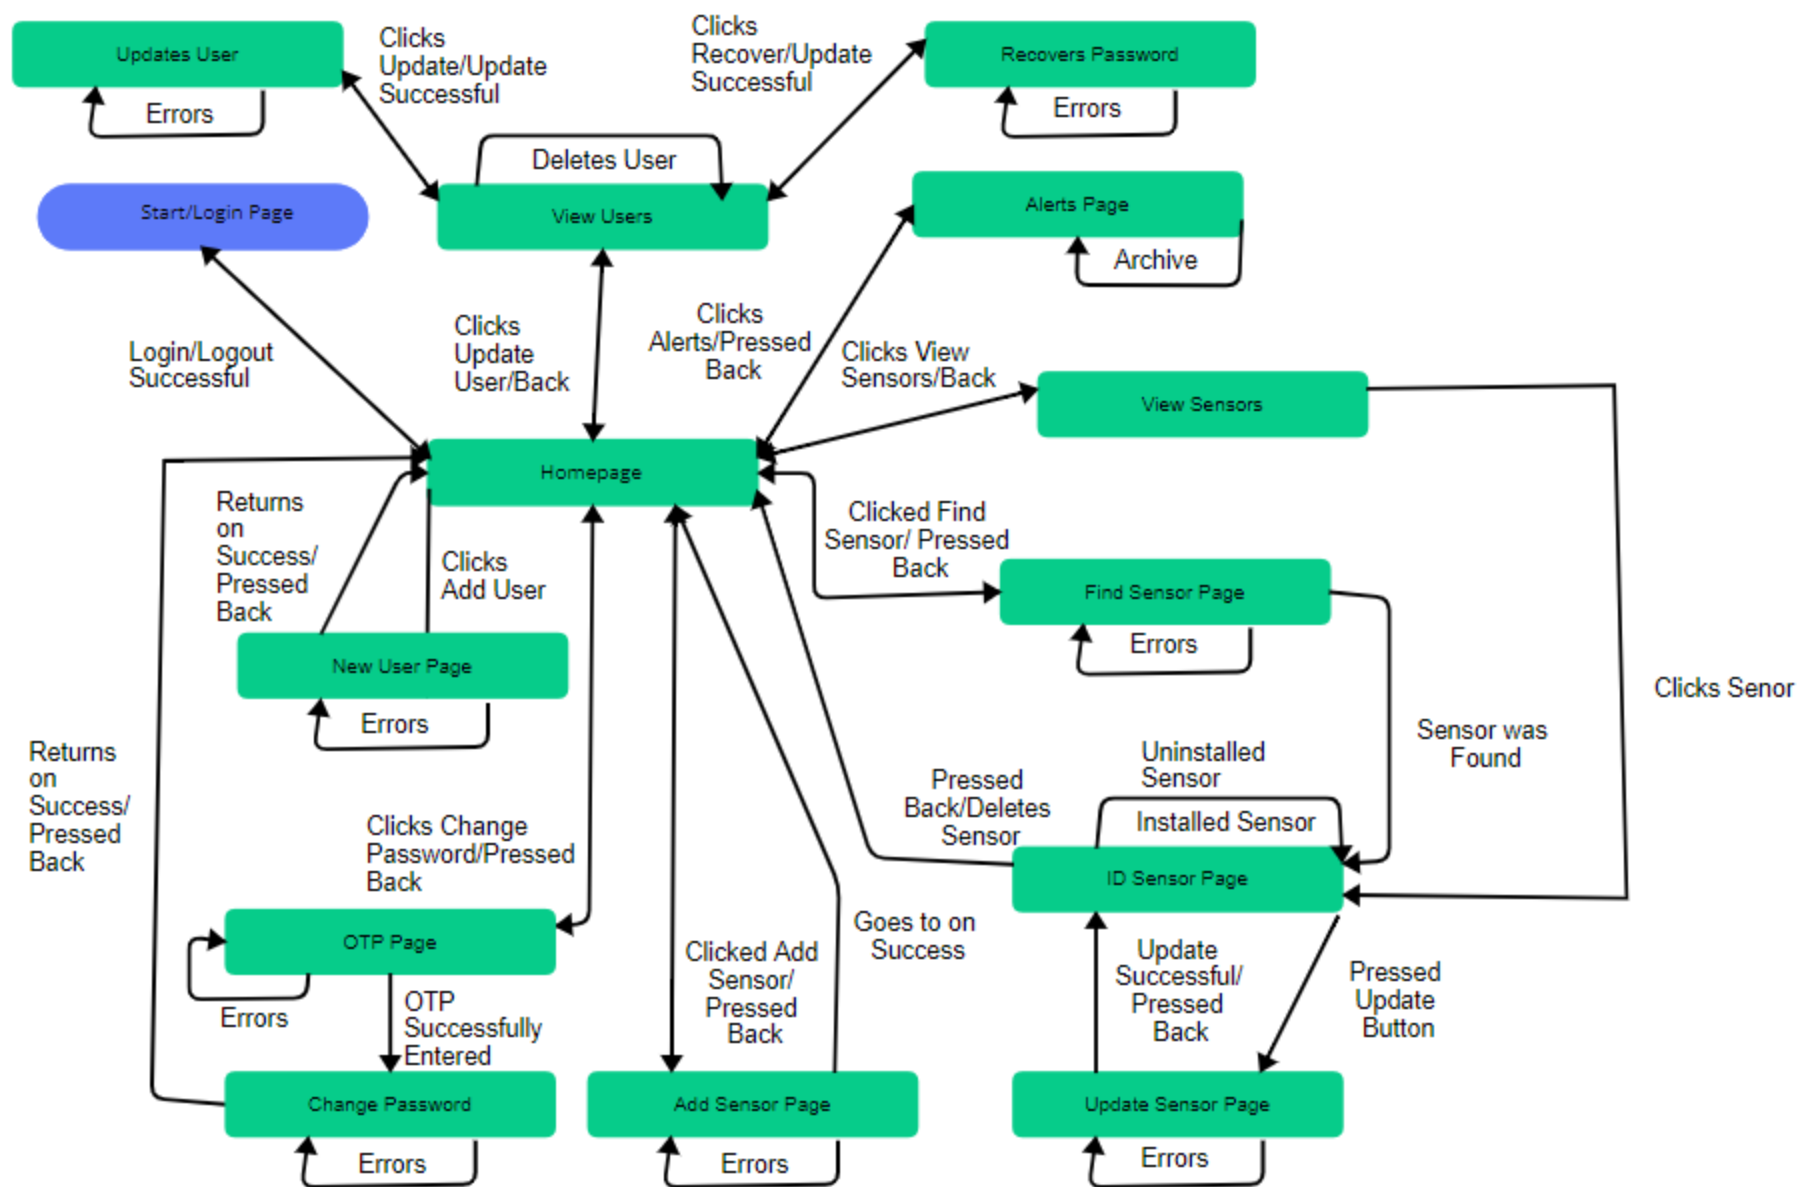 Updates User
Errors
Clicks
Update/Update
Successful
Clicks
Recover/Update
Successful
Recovers Password
Errors
Deletes User
View Users
Start/Login Page
Alerts Page
Archive
Login/Logout
Successful
Clicks
Update
User/Back
Clicks
Alerts/Pressed
Back
Clicks View
Sensors/Back
View Sensors
Homepage
Returns
on
Success/
Pressed
Back
Clicks
Add User
Clicked Find
Sensor/ Pressed
Back
Find Sensor Page
Errors
New User Page
Errors
Clicks Senor
Sensor was
Found
Returns
on
Success/
Pressed
Back
Clicks Change
Password/Pressed
Back
Pressed
Back/Deletes
Sensor
Uninstalled
Sensor
Installed Sensor
ID Sensor Page
OTP Page
Errors
OTP
Successfully
Entered
Clicked Add
Sensor/
Pressed
Back
Goes to on
Success
Update
Successful/
Pressed
Back
Pressed
Update
Button
Change Password
Errors
Add Sensor Page
Errors
Update Sensor Page
Errors